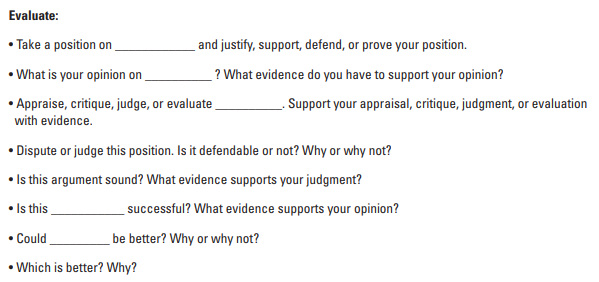 Evaluate:
• Take a position on ____________ and justify, support, defend, or prove your position.
• What is your opinion on __________ ? What evidence do you have to support your opinion?
• Appraise, critique, judge, or evaluate __________. Support your appraisal, critique, judgment, or evaluation
with evidence.
• Dispute or judge this position. Is it defendable or not? Why or why not?
• Is this argument sound? What evidence supports your judgment?
• Is this ___________ successful? What evidence supports your opinion?
• Could _________ be better? Why or why not?
• Which is better? Why?